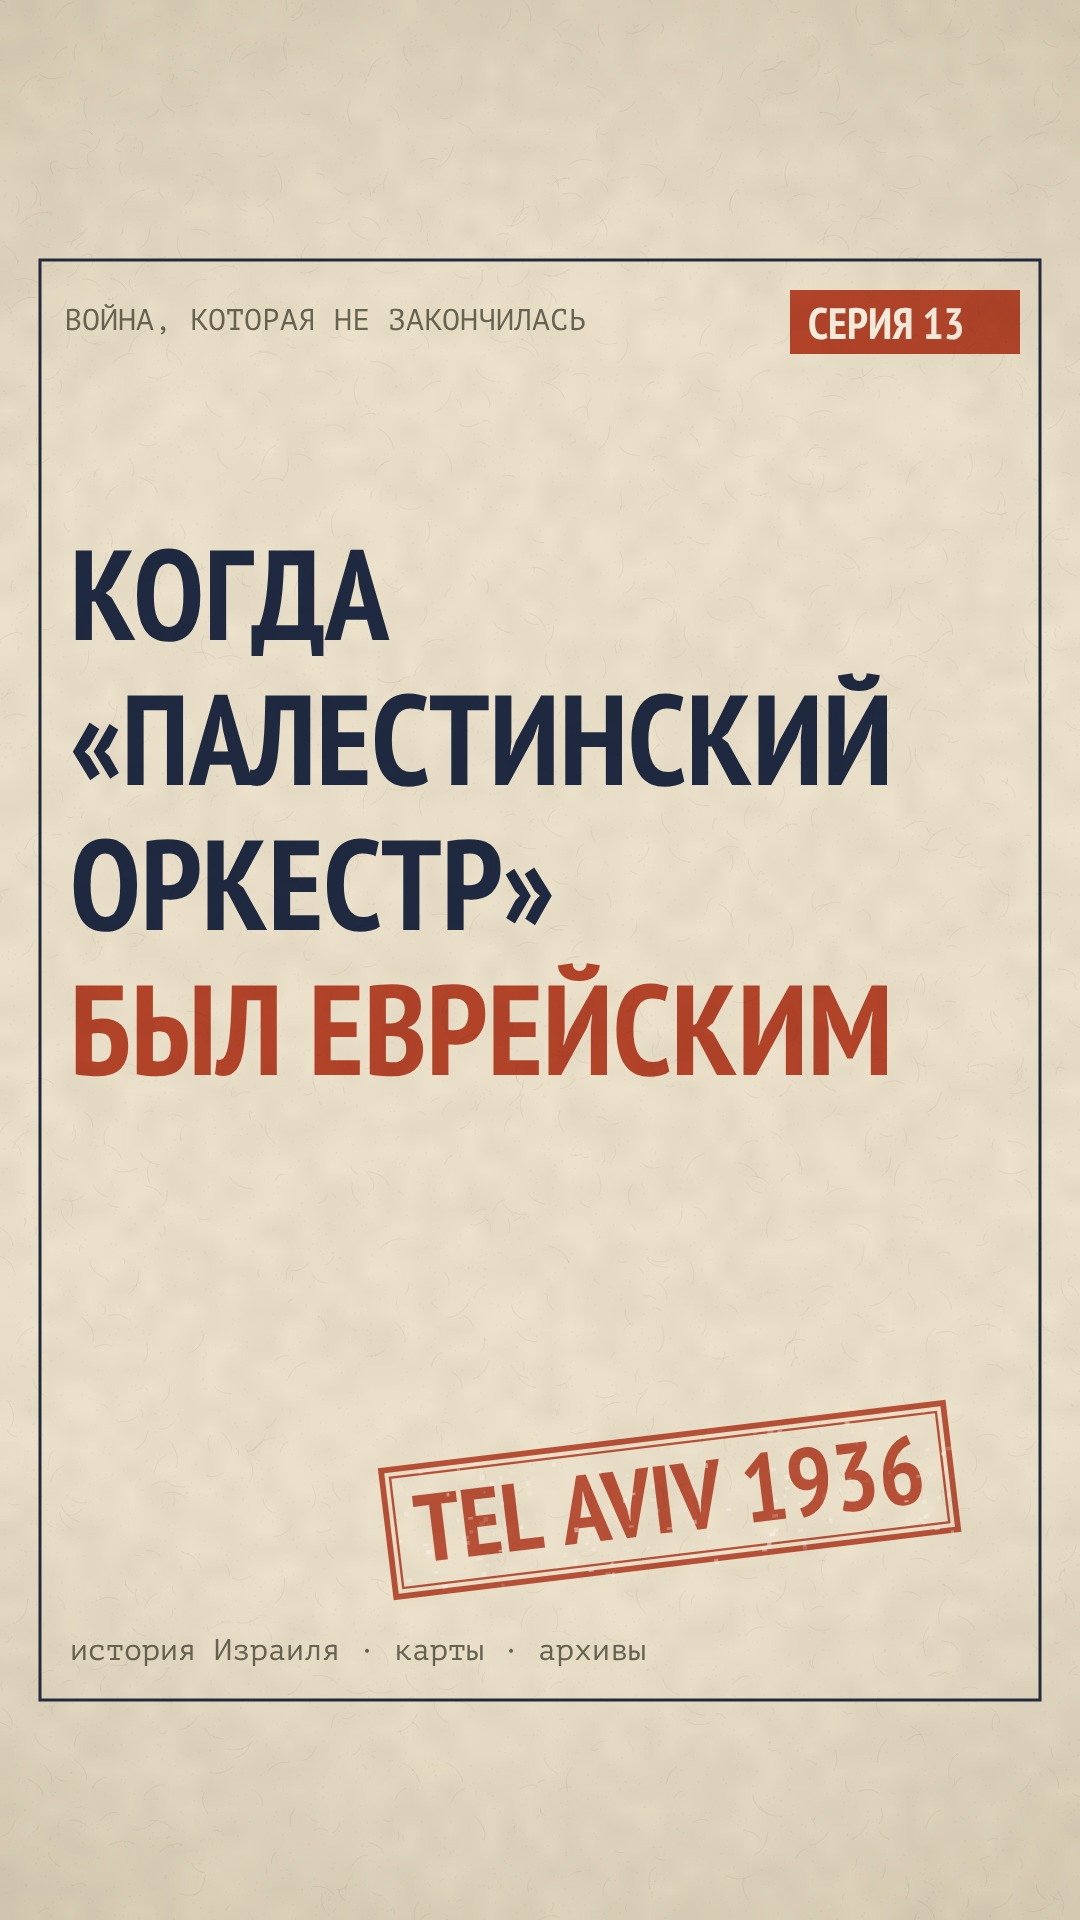 ВОЙНА, КОТОРАЯ НЕ ЗАКОНЧИЛАСЬ
СЕРИЯ 13
КОГДА
«ПАЛЕСТИНСКИЙ
ОРКЕСТР»
БЫЛ ЕВРЕЙСКИМ
TEL AVIV 1936
история Израиля · карты · архивы